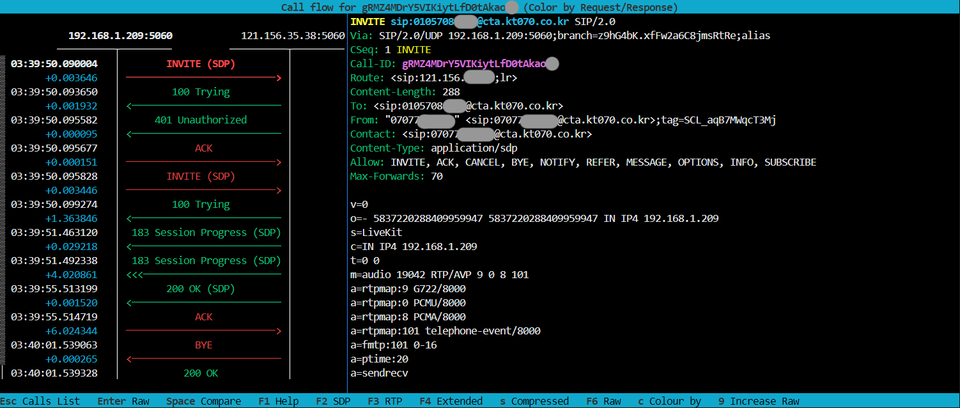 Call flow for gRMZ4MDrY5VIKiytLfD0tAkao (Color by Request/Response)
192.168.1.209:5060 121.156.35.38:5060
03:39:50.090004 INVITE (SDP)
+0.003646
03:39:50.093650 100 Trying
+0.001932
03:39:50.095582 401 Unauthorized
+0.000095
03:39:50.095677 ACK
+0.000151
03:39:50.095828 INVITE (SDP)
+0.003446
03:39:50.099274 100 Trying
+1.363846
03:39:51.463120 183 Session Progress (SDP)
+0.029218
03:39:51.492338 183 Session Progress (SDP)
+4.020861 <<<
03:39:55.513199 200 OK (SDP)
+0.001520
03:39:55.514719 ACK
+6.024344
03:40:01.539063 BYE
+0.000265
03:40:01.539328 200 OK
INVITE sip:0105708 @cta.kt070.co.kr SIP/2.0
Via: SIP/2.0/UDP 192.168.1.209:5060;branch=z9hG4bK.xfFw2a6C8jmsRtRe;alias
CSeq: 1 INVITE
Call-ID: gRMZ4MDrY5VIKiytLfD0tAkao
Route: <sip:121.156. ;lr>
Content-Length: 288
To: <sip:0105708 @cta.kt070.co.kr>
From: "07077 " <sip:07077 @cta.kt070.co.kr>;tag=SCL_aqB7MWqcT3Mj
Contact: <sip:07077 @cta.kt070.co.kr>
Content-Type: application/sdp
Allow: INVITE, ACK, CANCEL, BYE, NOTIFY, REFER, MESSAGE, OPTIONS, INFO, SUBSCRIBE
Max-Forwards: 70
v=0
o=- 5837220288409959947 5837220288409959947 IN IP4 192.168.1.209
s=LiveKit
c=IN IP4 192.168.1.209
t=0 0
m=audio 19042 RTP/AVP 9 0 8 101
a=rtpmap:9 G722/8000
a=rtpmap:0 PCMU/8000
a=rtpmap:8 PCMA/8000
a=rtpmap:101 telephone-event/8000
a=fmtp:101 0-16
a=ptime:20
a=sendrecv
Esc Calls List Enter Raw Space Compare F1 Help F2 SDP F3 RTP F4 Extended s Compressed F6 Raw c Colour by 9 Increase Raw